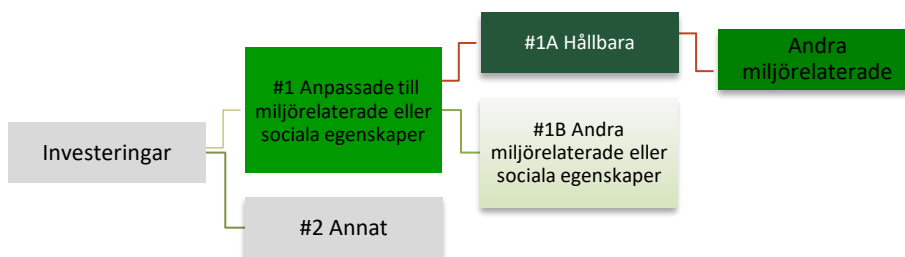 Investeringar
#1 Anpassade till
miljörelaterade eller
sociala egenskaper
#2 Annat
#1A Hållbara
#1B Andra
miljörelaterade eller
sociala egenskaper
Andra
miljörelaterade